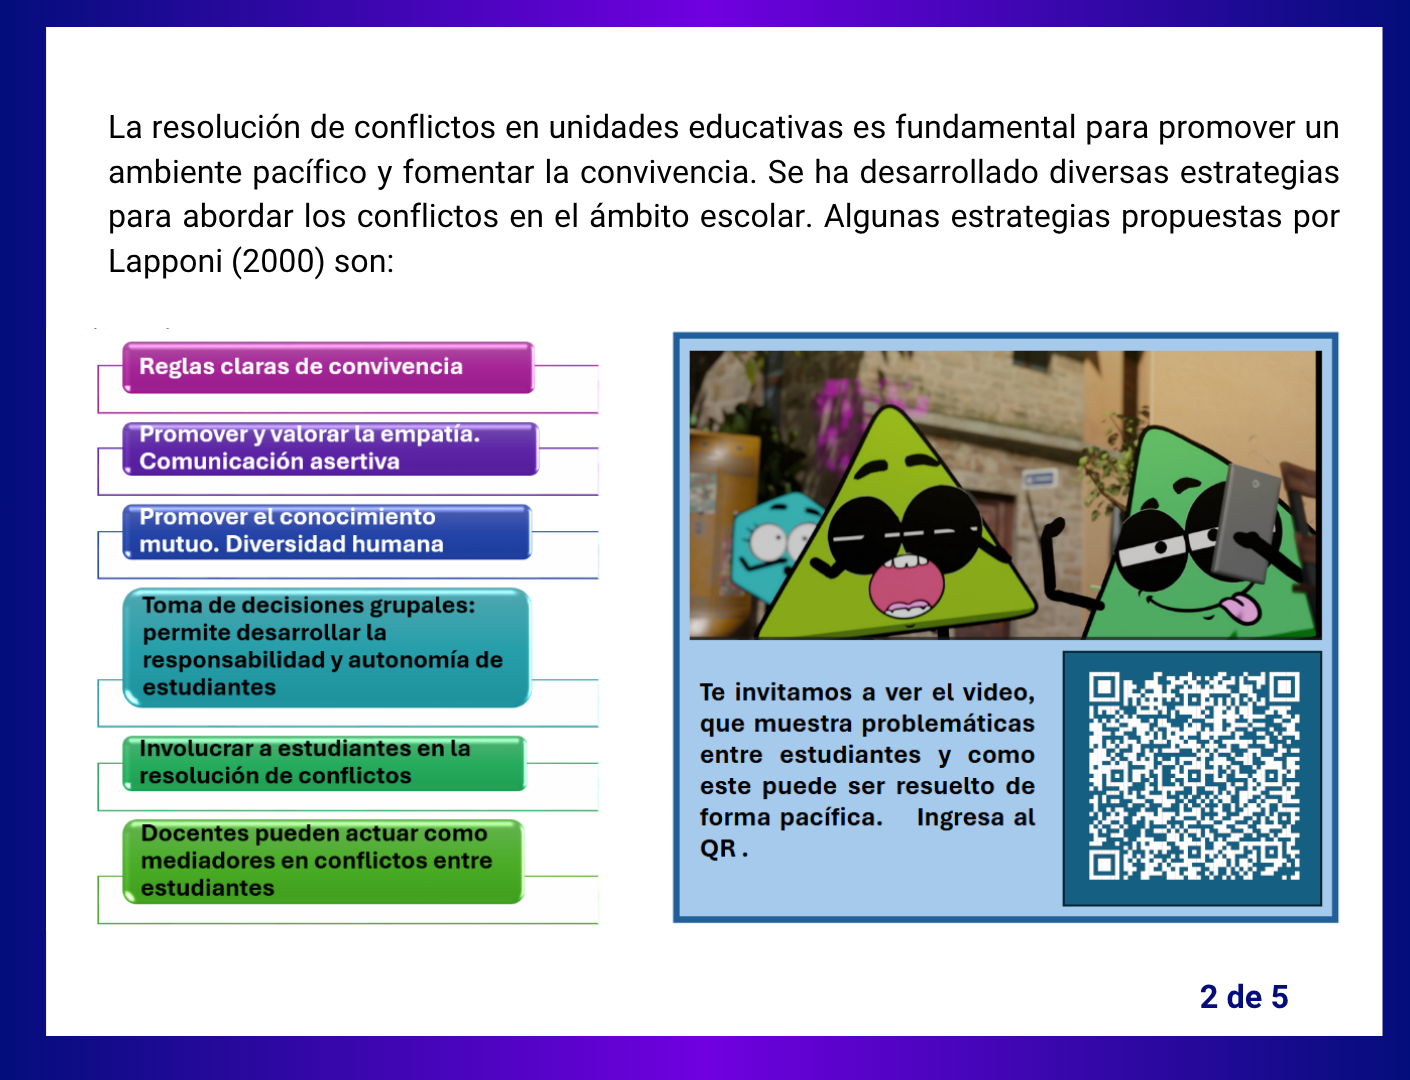 La resolución de conflictos en unidades educativas es fundamental para promover un
ambiente pacífico y fomentar la convivencia. Se ha desarrollado diversas estrategias
para abordar los conflictos en el ámbito escolar. Algunas estrategias propuestas por
Lapponi (2000) son:
Reglas claras de convivencia
Promover y valorar la empatía.
Comunicación asertiva
Promover el conocimiento
mutuo. Diversidad humana
Toma de decisiones grupales:
permite desarrollar la
responsabilidad y autonomía de
estudiantes
Involucrar a estudiantes en la
resolución de conflictos
Docentes pueden actuar como
mediadores en conflictos entre
estudiantes
Te invitamos a ver el video,
que muestra problemáticas
entre estudiantes y como
este puede ser resuelto de
forma pacífica. Ingresa al
QR .
2 de 5